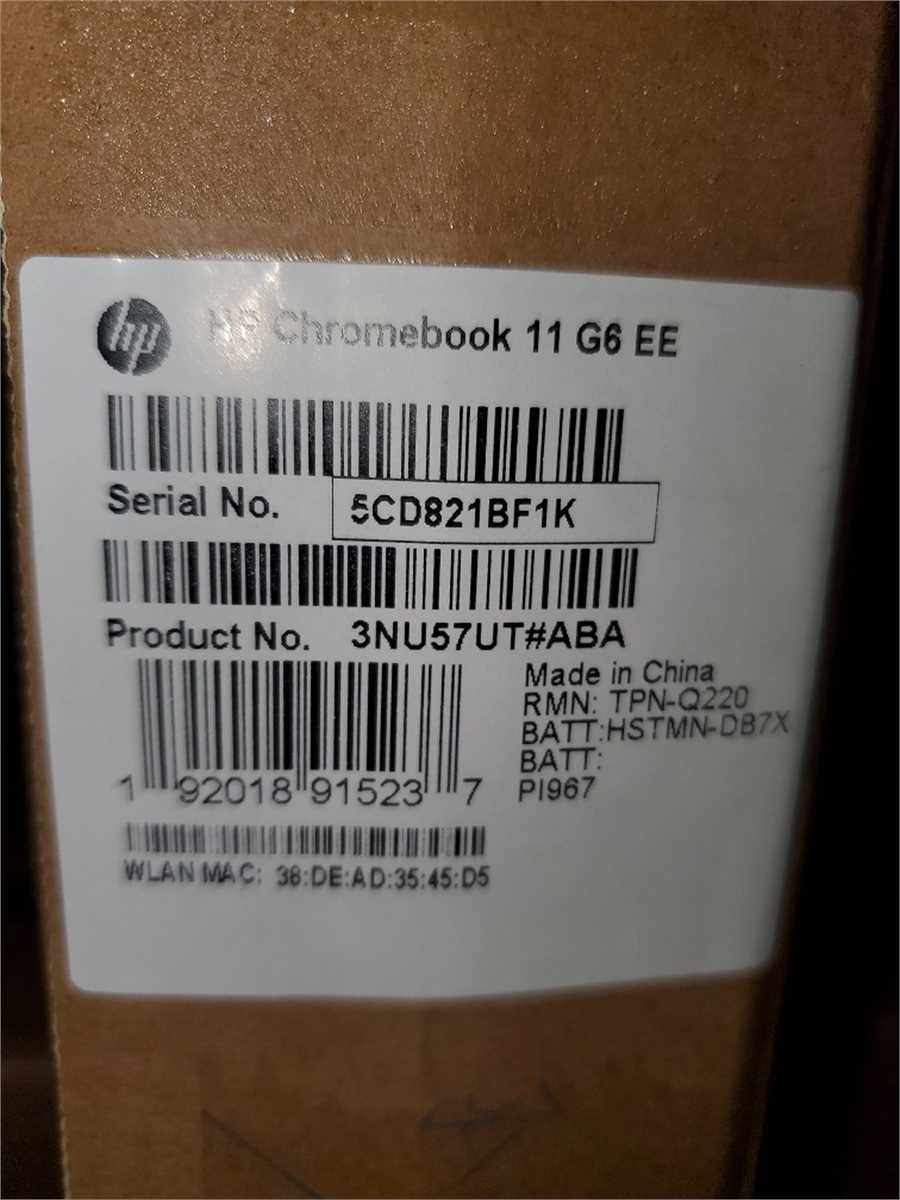 hp
HP Chromebook 11 G6 EE
Serial No. 5CD821BF1K
Product No. 3NU57UT#ABA
Made in China
RMN: TPN-Q220
BATT:HSTMN-DB7X
BATT:
PI967
1 92018 91523 7
WLAN MAC: 38:DE:AD:35:45:D5